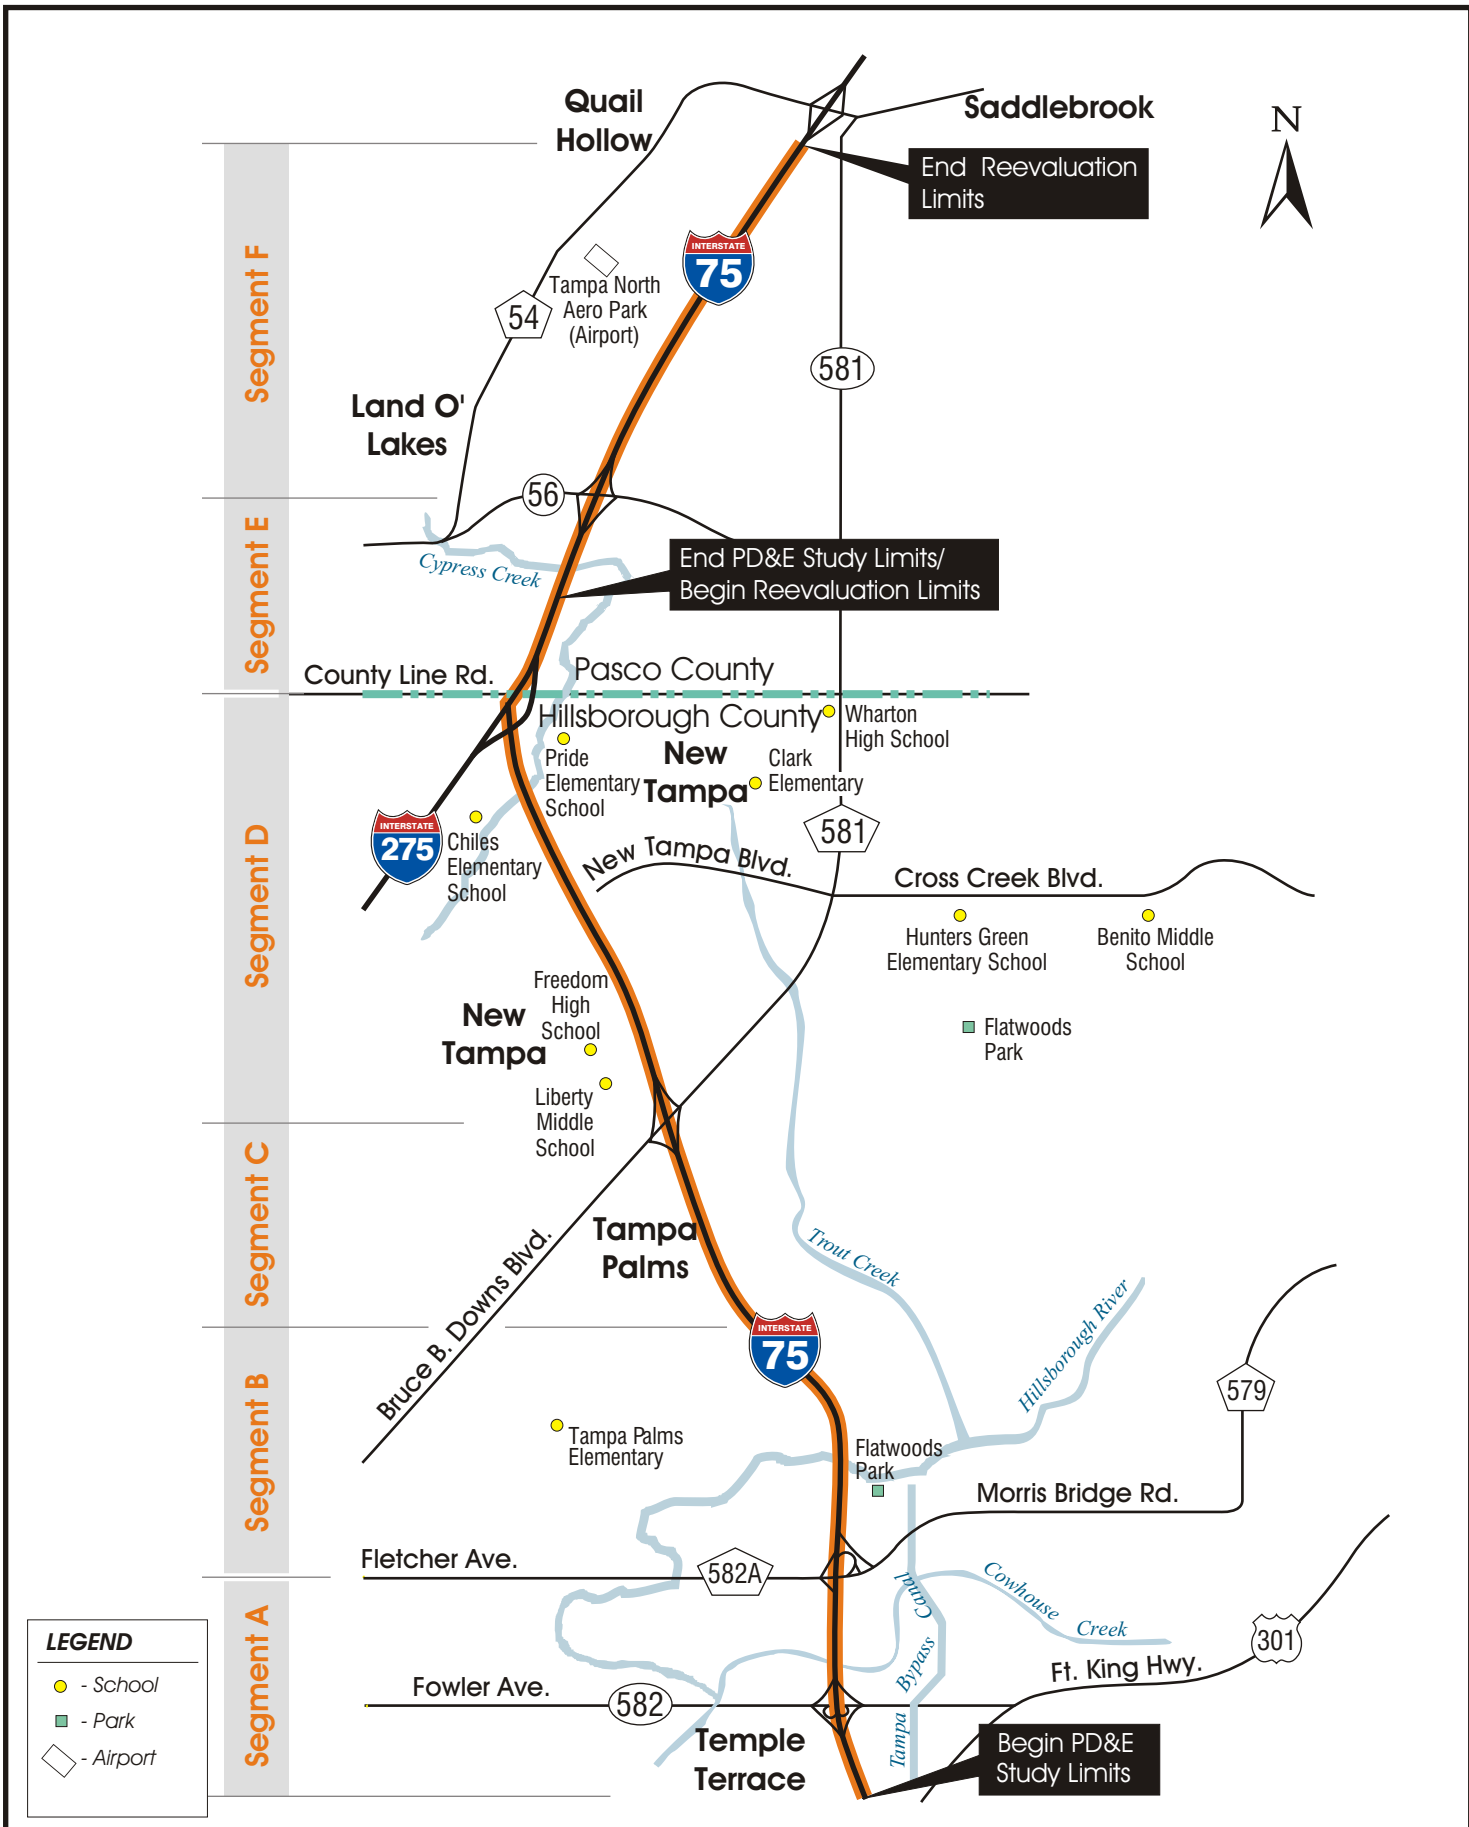 Quail
Hollow
Saddlebrook
N
End Reevaluation
Limits
INTERSTATE
75
Segment F
Tampa North
Aero Park
(Airport)
54
581
Land O'
Lakes
56
Segment E
Cypress Creek
End PD&E Study Limits/
Begin Reevaluation Limits
County Line Rd.
Pasco County
Hillsborough County
Wharton
High School
Pride
Elementary
School
New
Tampa
Clark
Elementary
581
INTERSTATE
275
Chiles
Elementary
School
Segment D
New Tampa Blvd.
Cross Creek Blvd.
Hunters Green
Elementary School
Benito Middle
School
Freedom
High
School
New
Tampa
Flatwoods
Park
Liberty
Middle
School
Segment C
Tampa
Palms
Trout Creek
Bruce B. Downs Blvd.
Hillsborough River
INTERSTATE
75
579
Segment B
Tampa Palms
Elementary
Flatwoods
Park
Morris Bridge Rd.
Fletcher Ave.
582A
Cowhouse
Creek
Tampa
Bypass
Canal
Segment A
301
Ft. King Hwy.
Fowler Ave.
582
Temple
Terrace
Begin PD&E
Study Limits
LEGEND
- School
- Park
- Airport